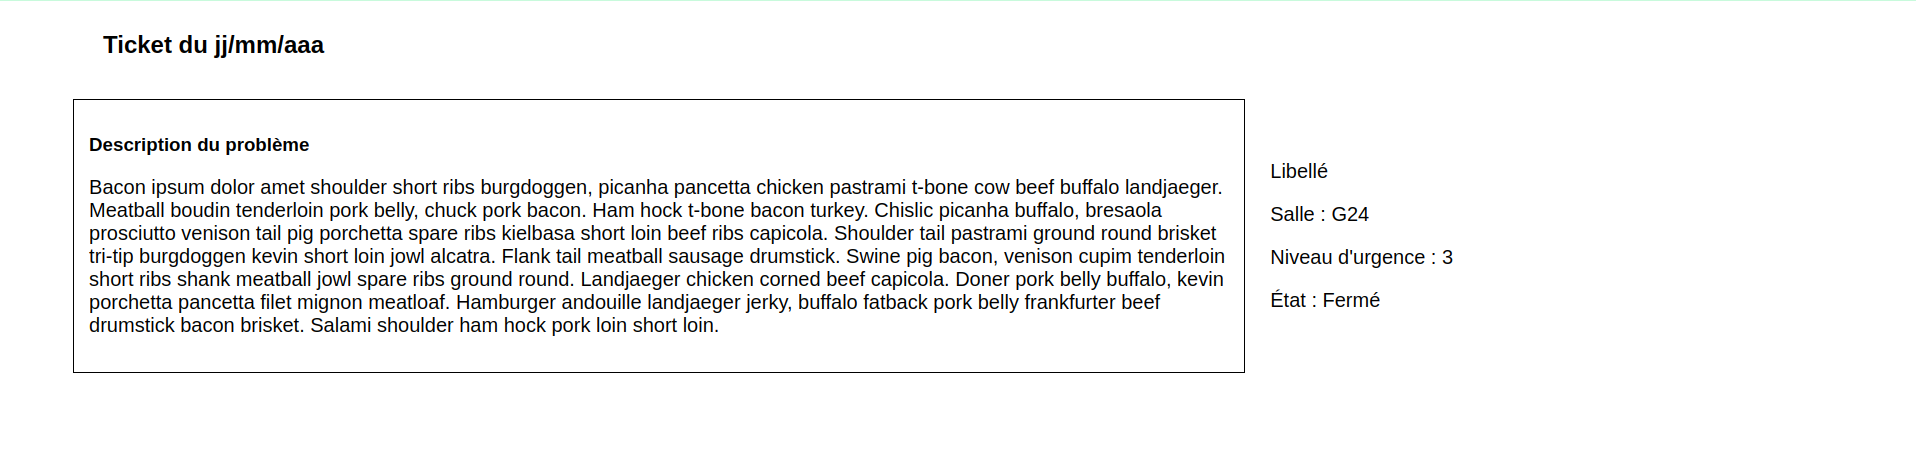 Ticket du jj/mm/aaa
Description du problème
Bacon ipsum dolor amet shoulder short ribs burgdoggen, picanha pancetta chicken pastrami t-bone cow beef buffalo landjaeger.
Meatball boudin tenderloin pork belly, chuck pork bacon. Ham hock t-bone bacon turkey. Chislic picanha buffalo, bresaola
prosciutto venison tail pig porchetta spare ribs kielbasa short loin beef ribs capicola. Shoulder tail pastrami ground round brisket
tri-tip burgdoggen kevin short loin jowl alcatra. Flank tail meatball sausage drumstick. Swine pig bacon, venison cupim tenderloin
short ribs shank meatball jowl spare ribs ground round. Landjaeger chicken corned beef capicola. Doner pork belly buffalo, kevin
porchetta pancetta filet mignon meatloaf. Hamburger andouille landjaeger jerky, buffalo fatback pork belly frankfurter beef
drumstick bacon brisket. Salami shoulder ham hock pork loin short loin.
Libellé
Salle : G24
Niveau d'urgence : 3
État : Fermé